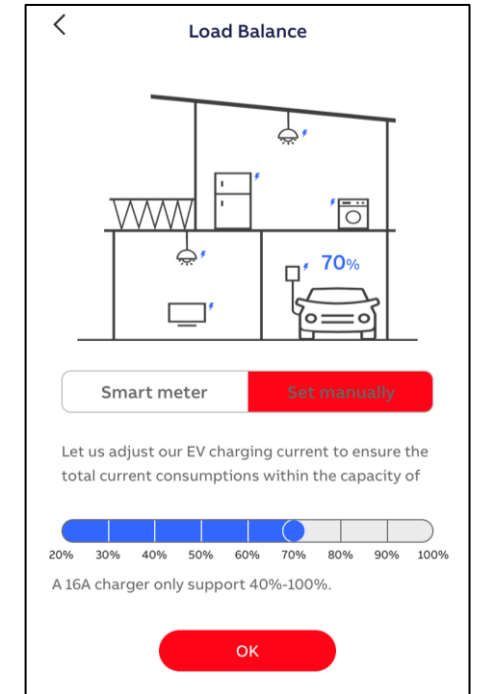 Load Balance
70%
Smart meter
Set manually
Let us adjust our EV charging current to ensure the
total current consumptions within the capacity of
20% 30% 40% 50% 60% 70% 80% 90% 100%
A 16A charger only support 40%-100%.
OK